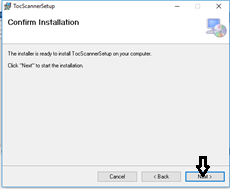 TocScannerSetup
Confirm Installation
The installer is ready to install TocScannerSetup on your computer.
Click "Next" to start the installation.
Cancel
< Back
Next >